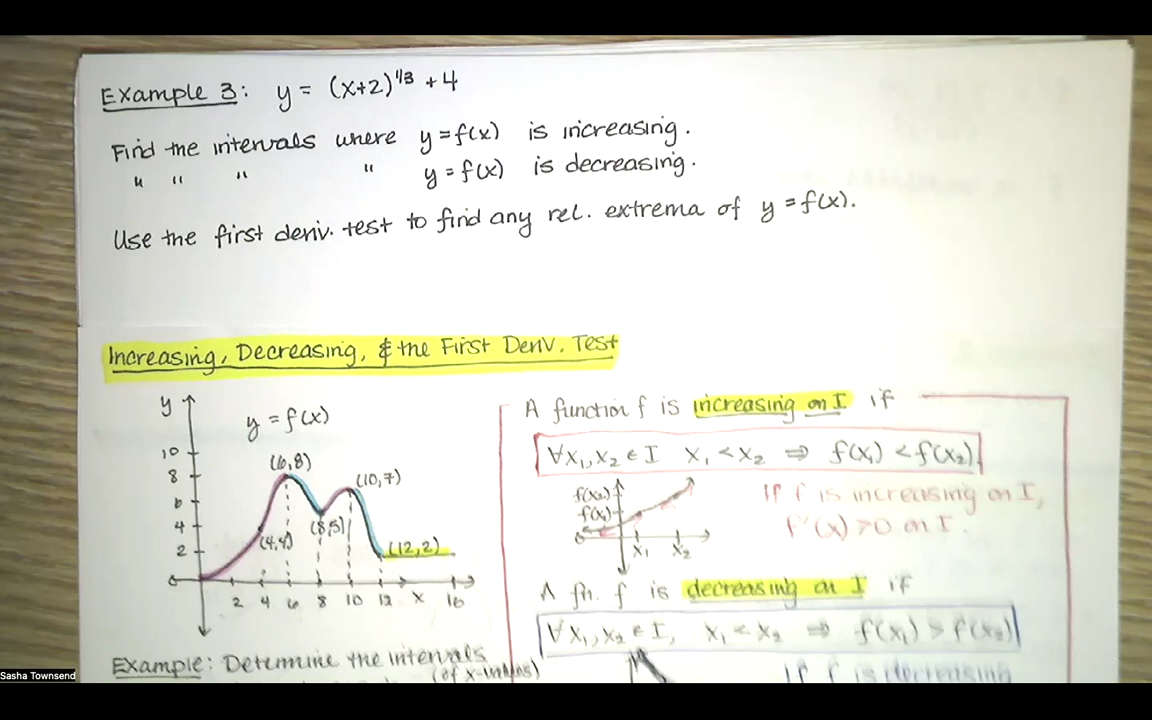 Example 3: y = (x+2)^1/3 + 4
Find the intervals where y = f(x) is increasing.
" " " " y = f(x) is decreasing.
Use the first deriv. test to find any rel. extrema of y = f(x).
Increasing, Decreasing, & the First Deriv. Test
y
y = f(x)
10
8
6
4
2
(6,8)
(10,7)
(4,4)
(8,5)
(12,2)
2 4 6 8 10 12 x 16
Example: Determine the intervals
(of x-values)
A function f is increasing on I if
∀x₁,x₂ ∈ I x₁ < x₂ ⇒ f(x₁) < f(x₂)
f(x₂)
f(x₁)
x₁ x₂
If f is increasing on I,
f'(x) > 0 on I.
A fn. f is decreasing on I if
∀x₁,x₂ ∈ I, x₁ < x₂ ⇒ f(x₁) > f(x₂)
If f is decreasing
Sasha Townsend